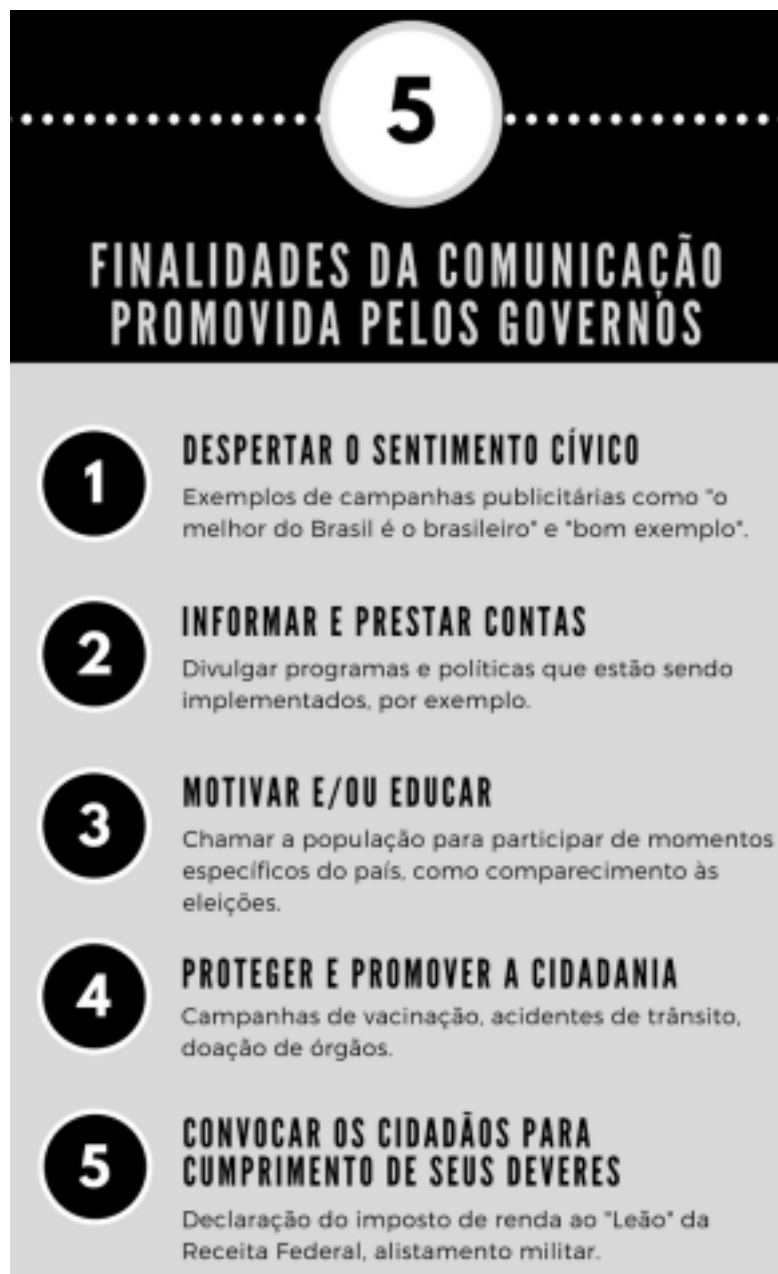 5
FINALIDADES DA COMUNICAÇÃO
PROMOVIDA PELOS GOVERNOS
1
DESPERTAR O SENTIMENTO CÍVICO
Exemplos de campanhas publicitárias como "o
melhor do Brasil é o brasileiro" e "bom exemplo".
2
INFORMAR E PRESTAR CONTAS
Divulgar programas e políticas que estão sendo
implementados, por exemplo.
3
MOTIVAR E/OU EDUCAR
Chamar a população para participar de momentos
específicos do país, como comparecimento às
eleições.
4
PROTEGER E PROMOVER A CIDADANIA
Campanhas de vacinação, acidentes de trânsito,
doação de órgãos.
5
CONVOCAR OS CIDADÃOS PARA
CUMPRIMENTO DE SEUS DEVERES
Declaração do imposto de renda ao "Leão" da
Receita Federal, alistamento militar.